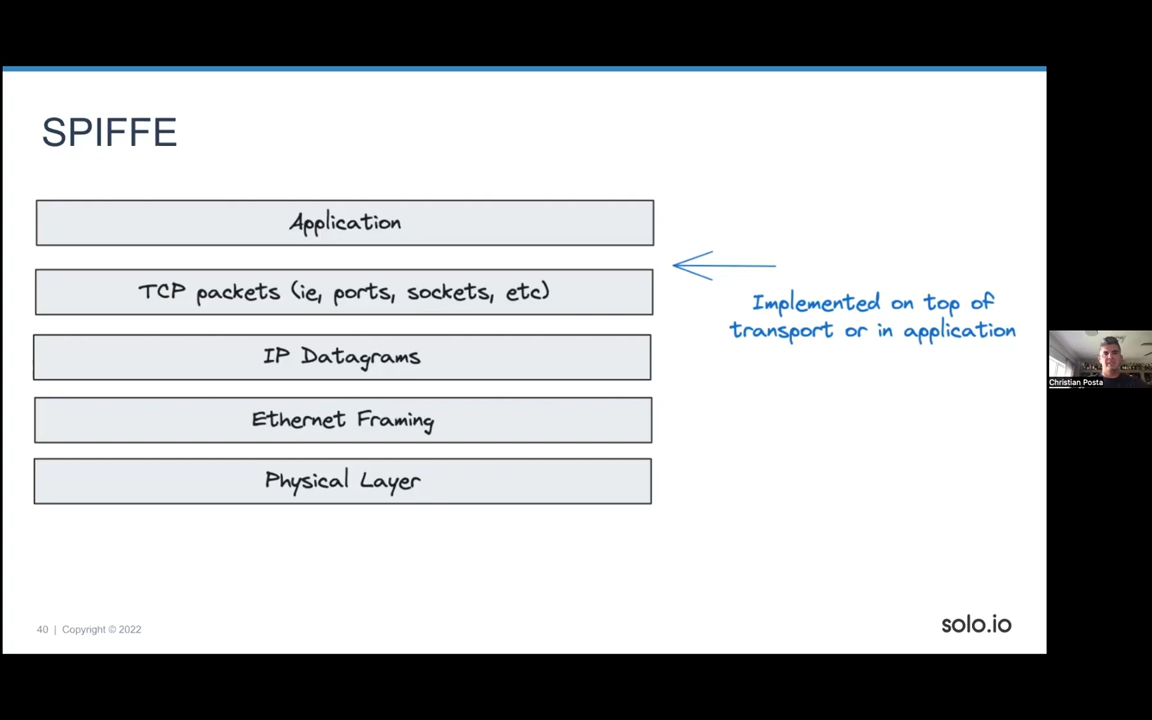 SPIFFE
Application
TCP packets (ie, ports, sockets, etc)
Implemented on top of
transport or in application
IP Datagrams
Ethernet Framing
Physical Layer
Christian Posta
40 | Copyright © 2022
solo.io